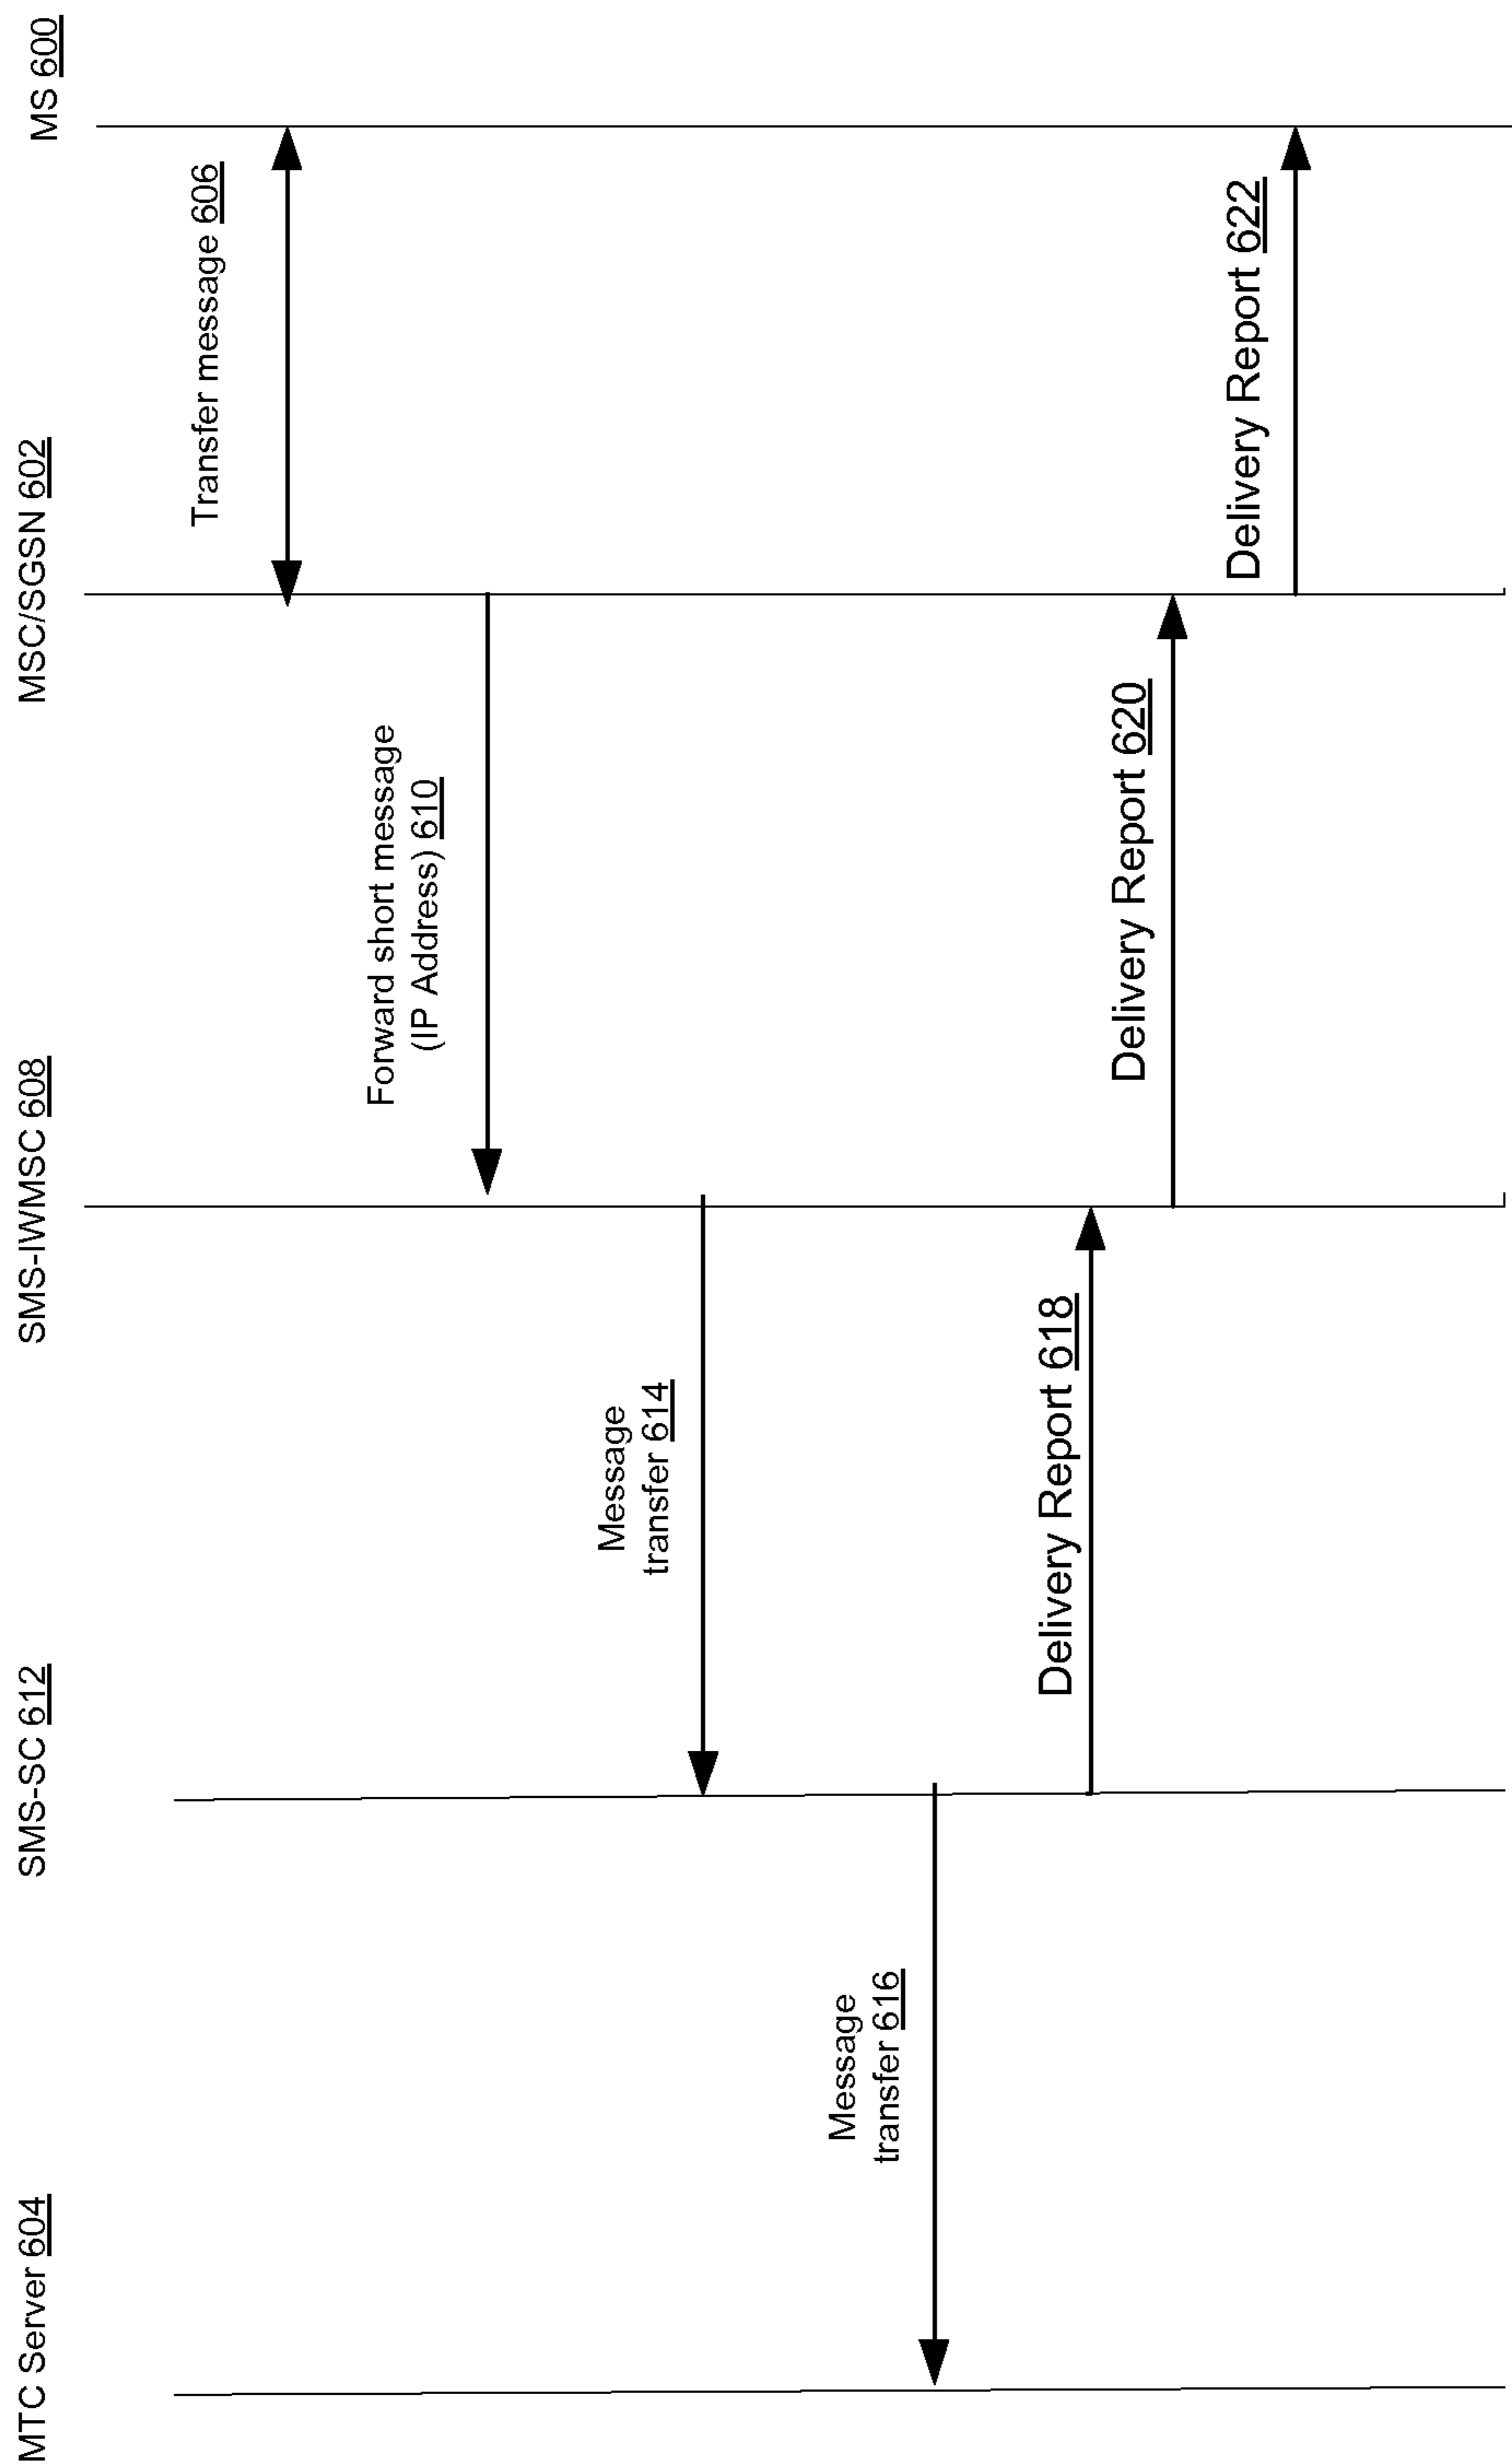 MTC Server 604
SMS-SC 612
SMS-IWMSC 608
MSC/SGSN 602
MS 600
Transfer message 606
Forward short message
(IP Address) 610
Message
transfer 614
Message
transfer 616
Delivery Report 618
Delivery Report 620
Delivery Report 622